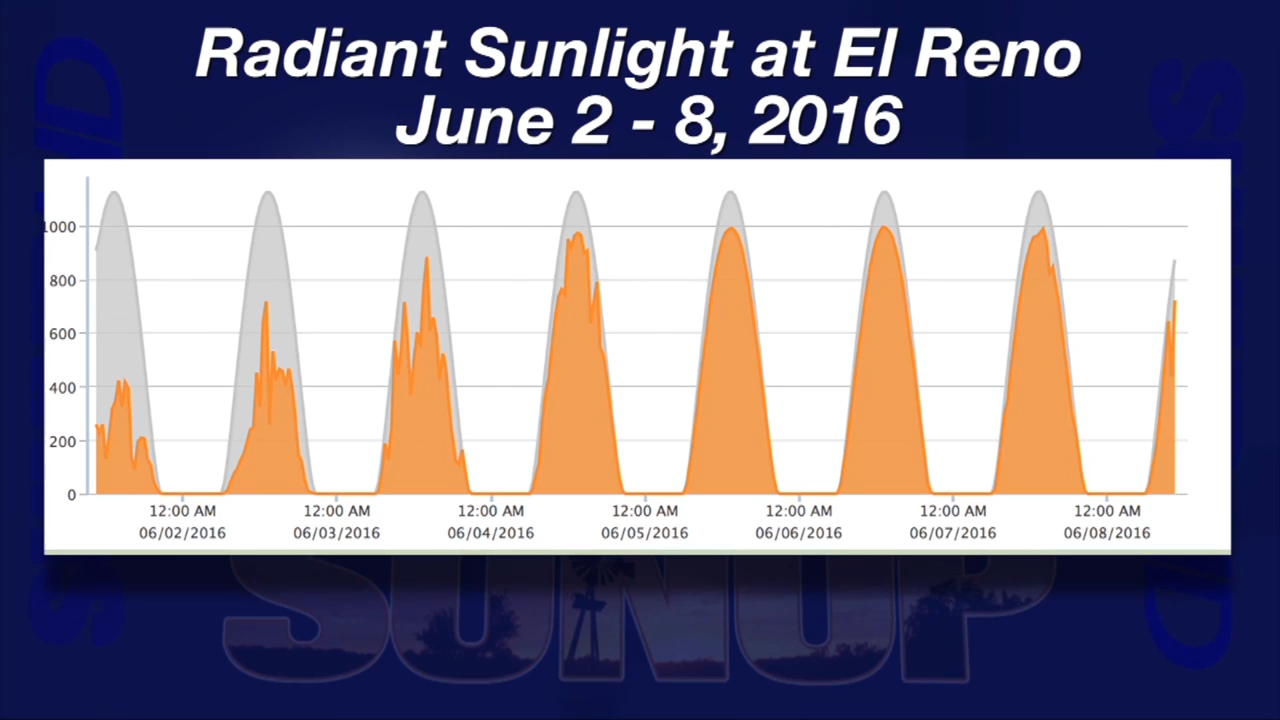 Radiant Sunlight at El Reno
June 2 - 8, 2016
1000
800
600
400
200
0
12:00 AM 12:00 AM 12:00 AM 12:00 AM 12:00 AM 12:00 AM 12:00 AM
06/02/2016 06/03/2016 06/04/2016 06/05/2016 06/06/2016 06/07/2016 06/08/2016
SUNUP